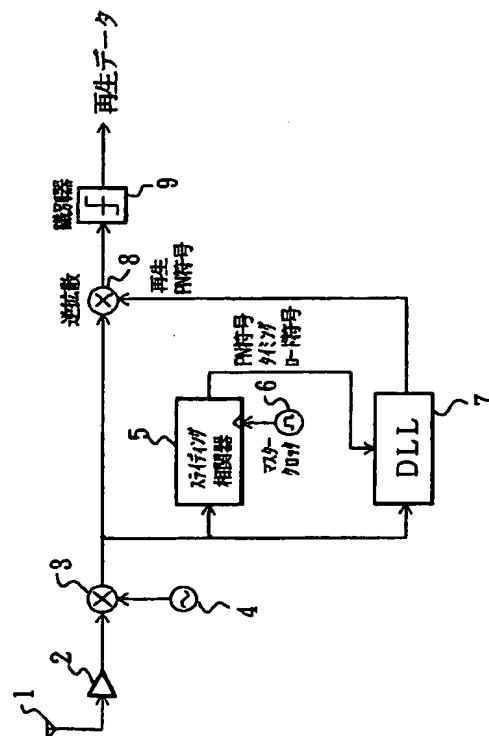 1
2
3
4
5
スライディング
相関器
6
マスター
クロック
PN符号
タイミング
ロード符号
7
DLL
逆拡散
8
再生
PN符号
識別器
9
再生データ